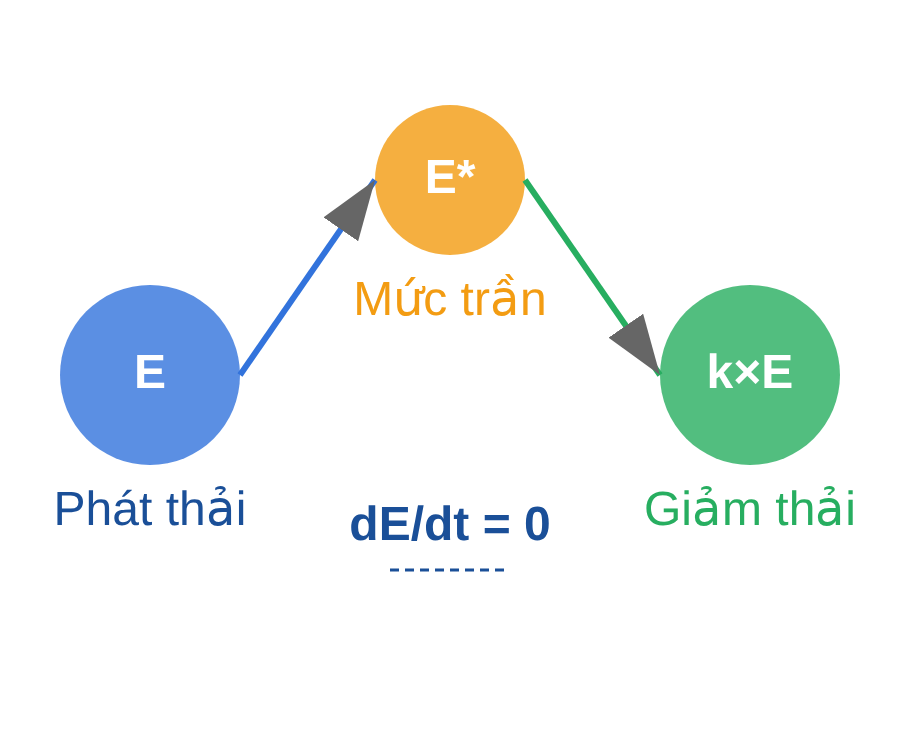 E*
Mức trần
E
Phát thải
k×E
Giảm thải
dE/dt = 0